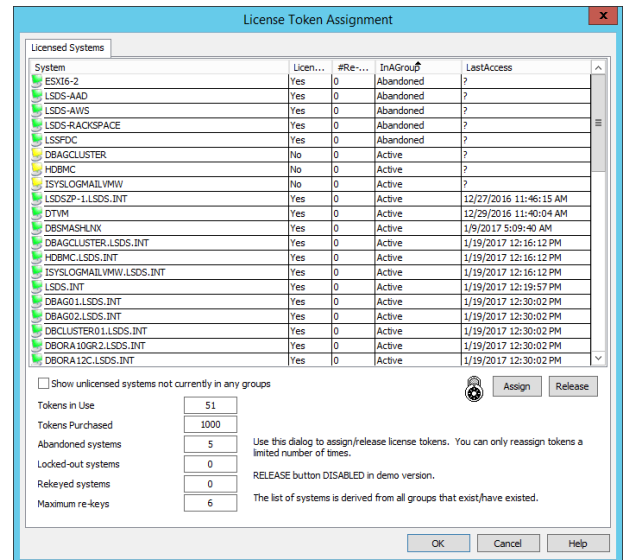 License Token Assignment
x
Licensed Systems
System Licen... #Re-... InAGroup LastAccess
ESXI6-2 Yes 0 Abandoned ?
LSDS-AAD Yes 0 Abandoned ?
LSDS-AWS Yes 0 Abandoned ?
LSDS-RACKSPACE Yes 0 Abandoned ?
LSSFDC Yes 0 Abandoned ?
DBAGCLUSTER No 0 Active ?
HDBMC No 0 Active ?
ISYSLOGMAILVMW No 0 Active ?
LSDSZP-1.LSDS.INT Yes 0 Active 12/27/2016 11:46:15 AM
DTVM Yes 0 Active 12/29/2016 11:40:04 AM
DBSMASHLNX Yes 0 Active 1/9/2017 5:09:40 AM
DBAGCLUSTER.LSDS.INT Yes 0 Active 1/19/2017 12:16:12 PM
HDBMC.LSDS.INT Yes 0 Active 1/19/2017 12:16:12 PM
ISYSLOGMAILVMW.LSDS.INT Yes 0 Active 1/19/2017 12:16:12 PM
LSDS.INT Yes 0 Active 1/19/2017 12:19:57 PM
DBAG01.LSDS.INT Yes 0 Active 1/19/2017 12:30:02 PM
DBAG02.LSDS.INT Yes 0 Active 1/19/2017 12:30:02 PM
DBCLUSTER01.LSDS.INT Yes 0 Active 1/19/2017 12:30:02 PM
DBORA10GR2.LSDS.INT Yes 0 Active 1/19/2017 12:30:02 PM
DBORA12C.LSDS.INT Yes 0 Active 1/19/2017 12:30:02 PM
Show unlicensed systems not currently in any groups
Assign Release
Tokens in Use 51
Tokens Purchased 1000
Abandoned systems 5
Locked-out systems 0
Rekeyed systems 0
Maximum re-keys 6
Use this dialog to assign/release license tokens. You can only reassign tokens a
limited number of times.
RELEASE button DISABLED in demo version.
The list of systems is derived from all groups that exist/have existed.
OK Cancel Help